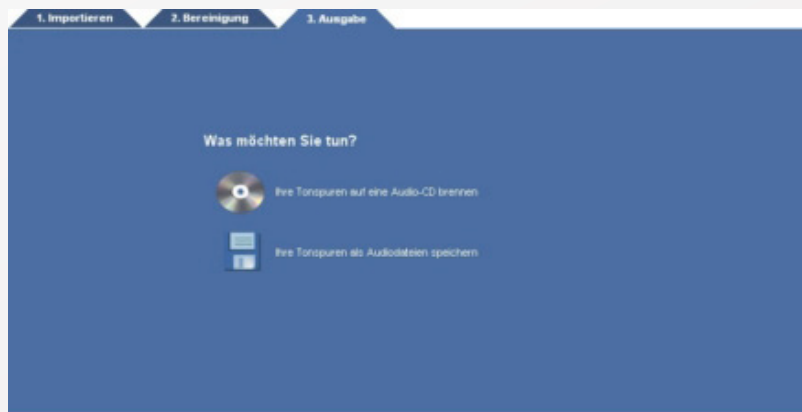 1. Importieren 2. Bereinigung 3. Ausgabe
Was möchten Sie tun?
Ihre Tonspuren auf eine Audio-CD brennen
Ihre Tonspuren als Audiodateien speichern